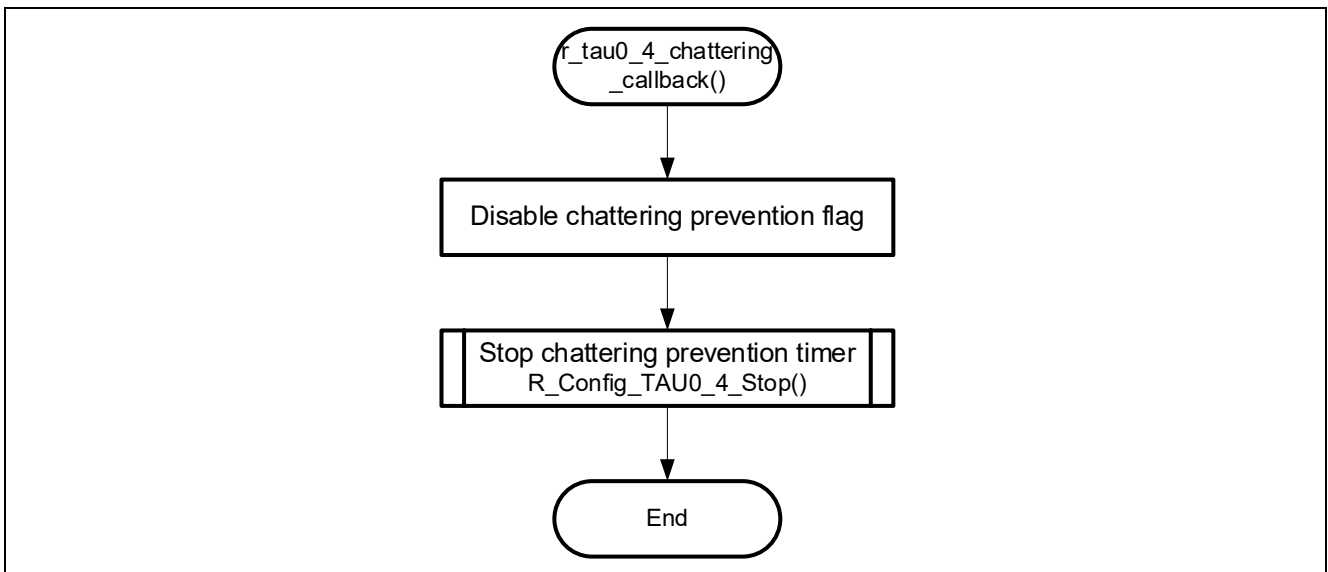 r_tau0_4_chattering
_callback()
Disable chattering prevention flag
Stop chattering prevention timer
R_Config_TAU0_4_Stop()
End